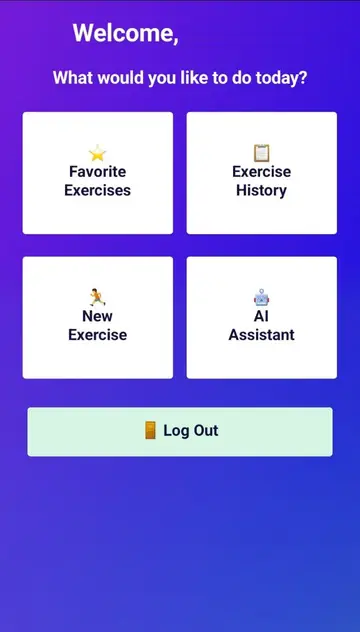 Welcome,
What would you like to do today?
⭐
Favorite
Exercises
📋
Exercise
History
🏃
New
Exercise
🤖
AI
Assistant
🚪 Log Out